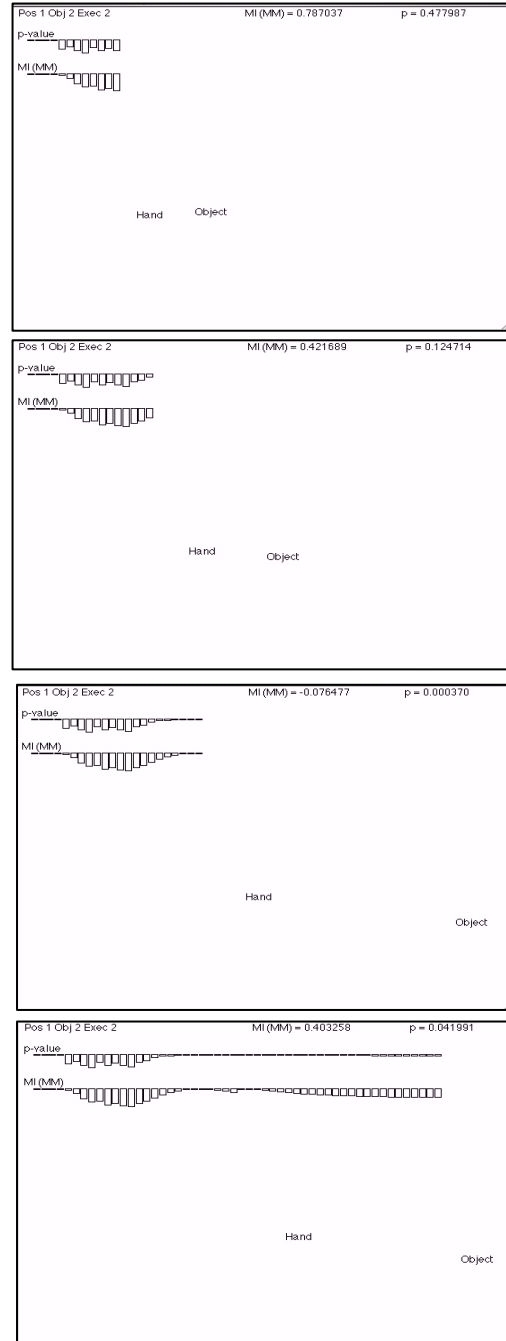 Pos 1 Obj 2 Exec 2 MI (MM) = 0.787037 p = 0.477987
p-value
MI (MM)
Hand Object
Pos 1 Obj 2 Exec 2 MI (MM) = 0.421689 p = 0.124714
p-value
MI (MM)
Hand Object
Pos 1 Obj 2 Exec 2 MI (MM) = -0.076477 p = 0.000370
p-value
MI (MM)
Hand
Object
Pos 1 Obj 2 Exec 2 MI (MM) = 0.403258 p = 0.041991
p-value
MI (MM)
Hand
Object